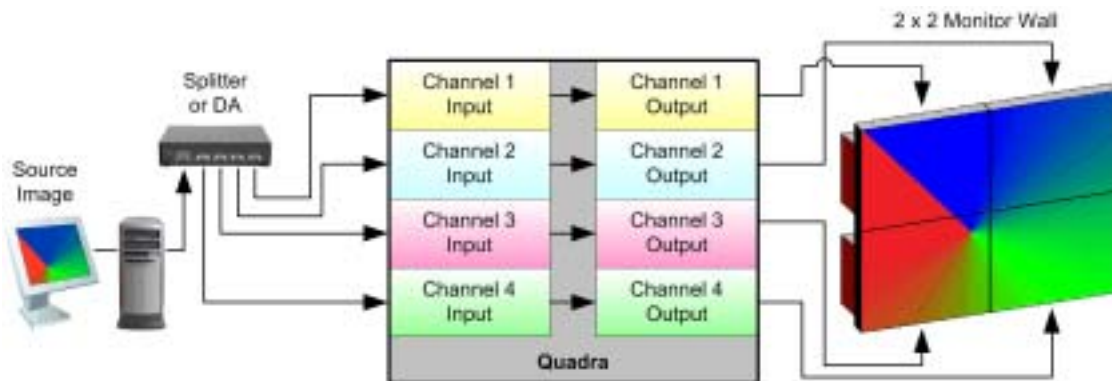 2 x 2 Monitor Wall
Splitter
or DA
Source
Image
Channel 1
Input
Channel 1
Output
Channel 2
Input
Channel 2
Output
Channel 3
Input
Channel 3
Output
Channel 4
Input
Channel 4
Output
Quadra